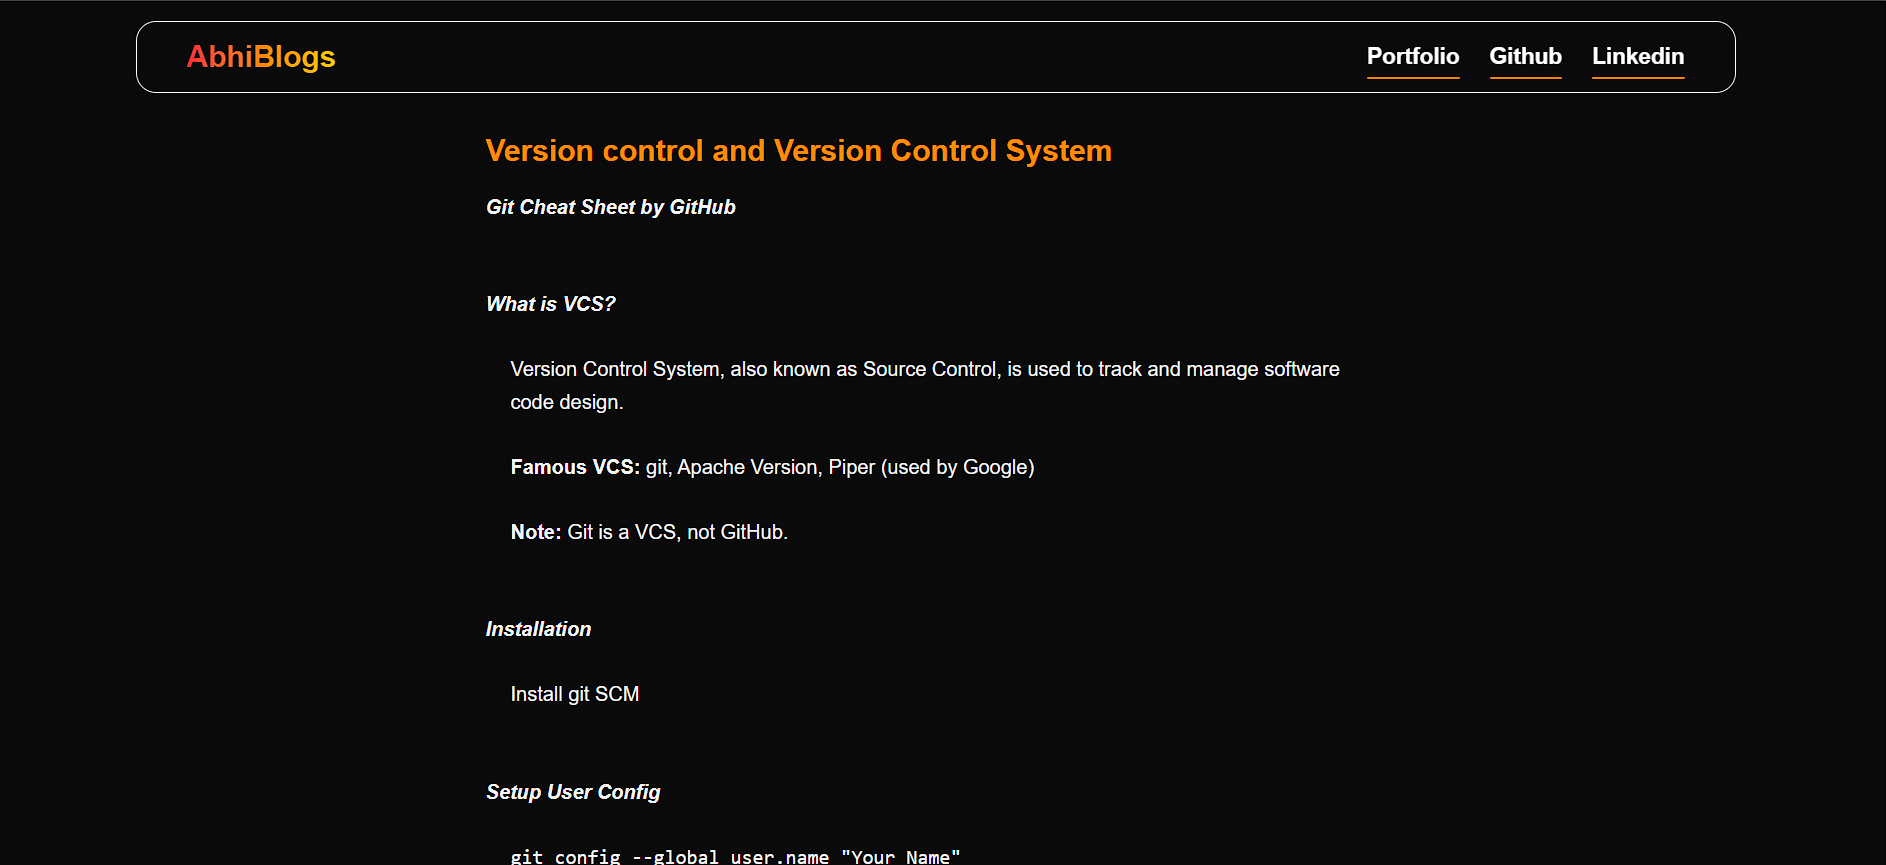 AbhiBlogs
Portfolio Github Linkedin
Version control and Version Control System
Git Cheat Sheet by GitHub
What is VCS?
Version Control System, also known as Source Control, is used to track and manage software
code design.
Famous VCS: git, Apache Version, Piper (used by Google)
Note: Git is a VCS, not GitHub.
Installation
Install git SCM
Setup User Config
git config --global user.name "Your Name"